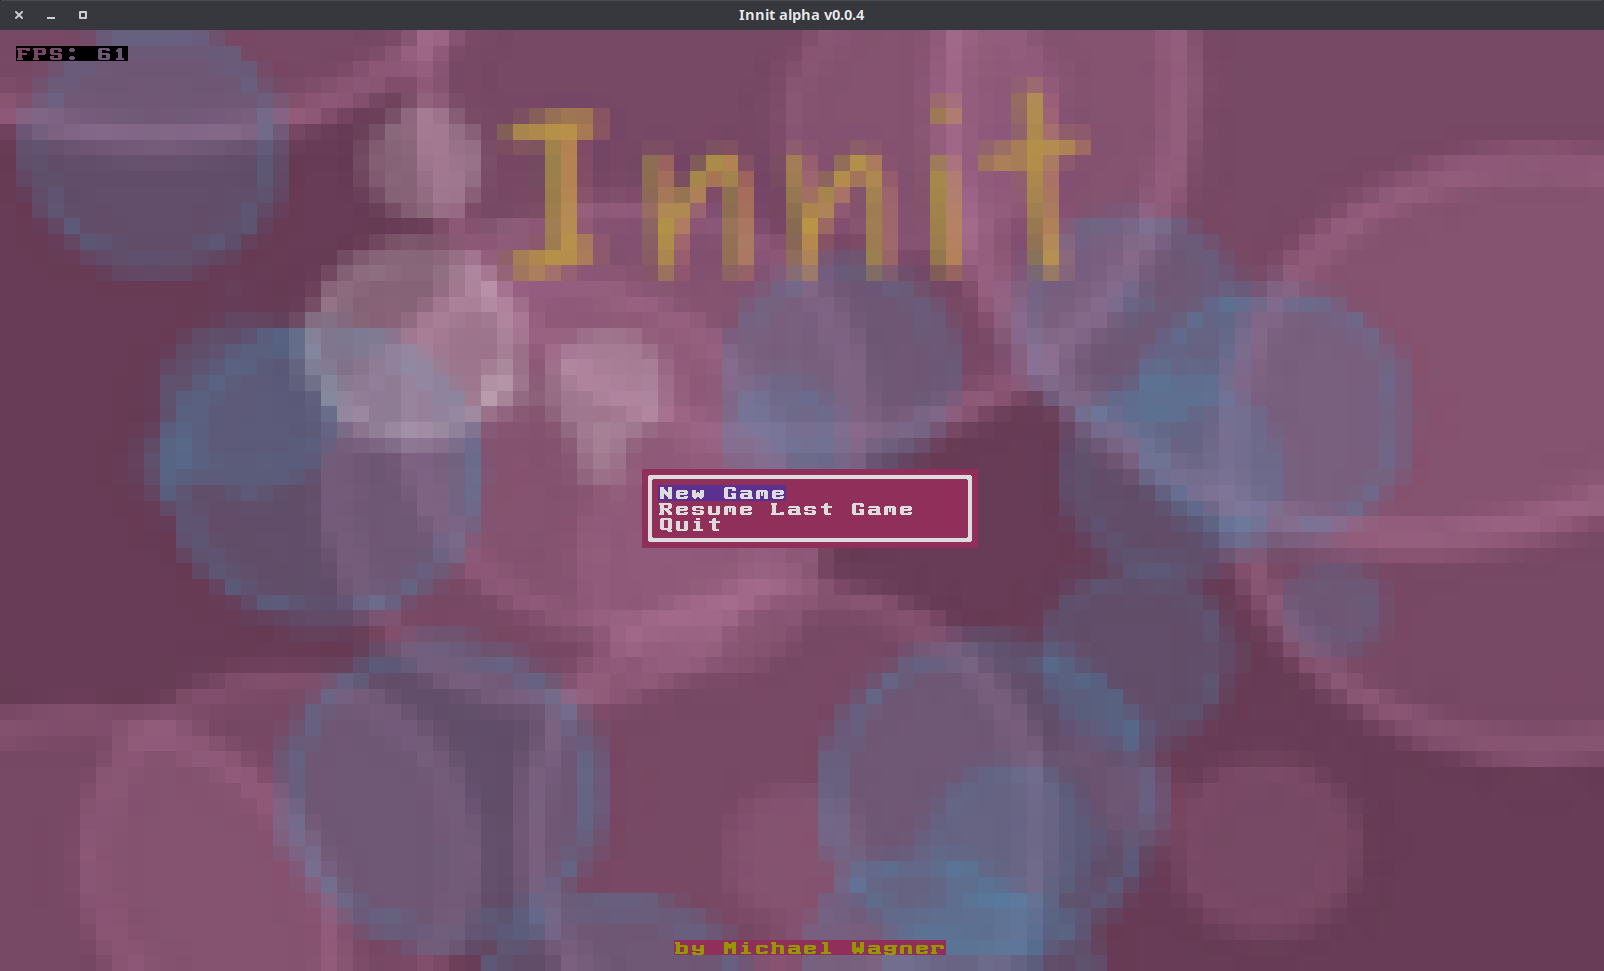 Innit alpha v0.0.4
FPS: 61
Innit
New Game
Resume Last Game
Quit
by Michael Wagner